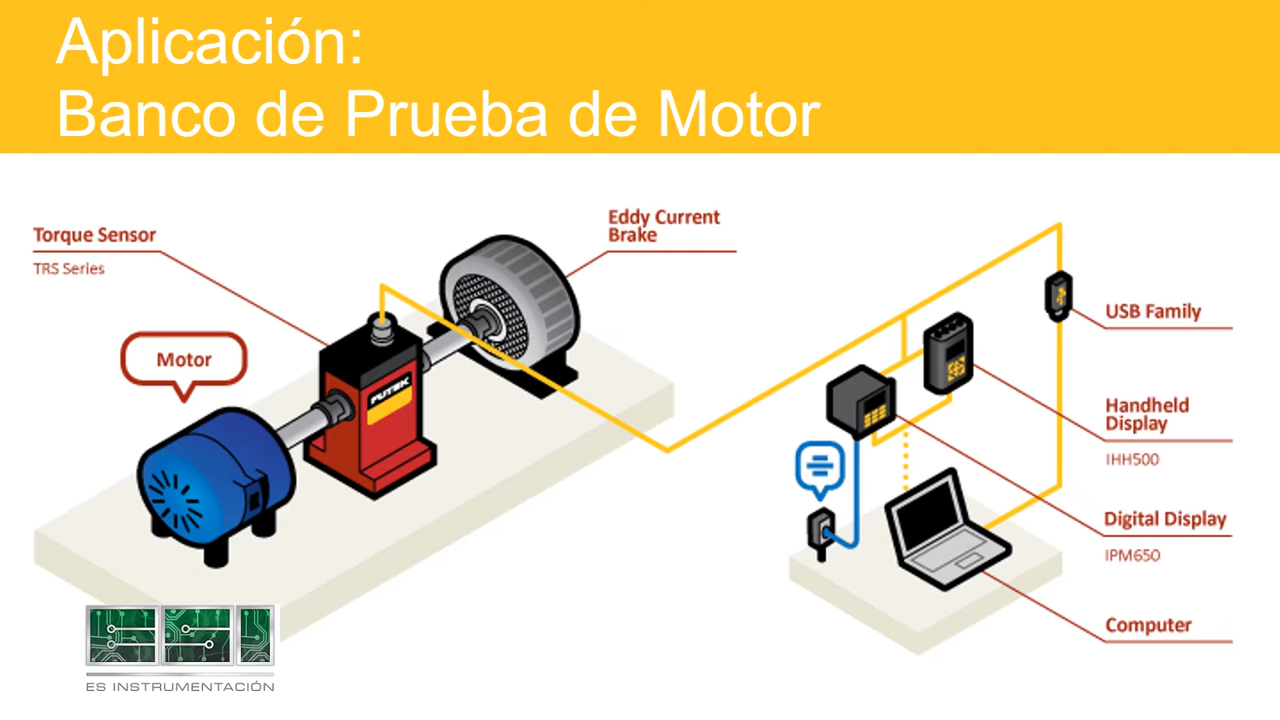 Aplicación:
Banco de Prueba de Motor
Torque Sensor
TRS Series
Eddy Current
Brake
Motor
FUTEK
USB Family
Handheld
Display
IHH500
Digital Display
IPM650
Computer
ES INSTRUMENTACIÓN